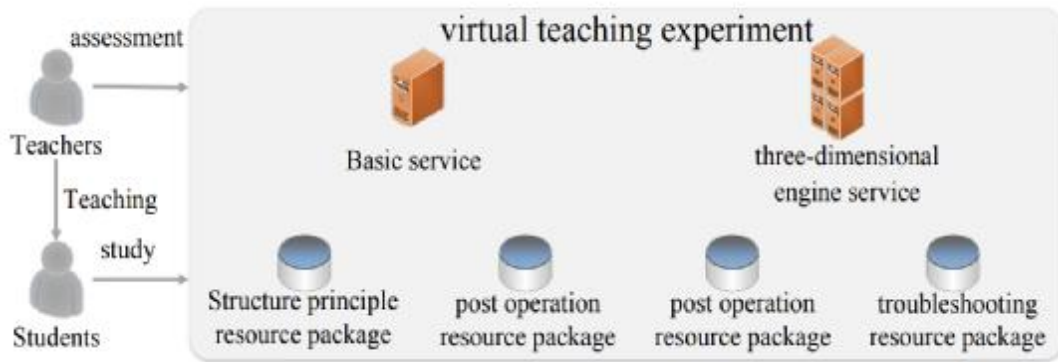 assessment
virtual teaching experiment
Teachers
Basic service
three-dimensional
engine service
Teaching
study
Students
Structure principle
resource package
post operation
resource package
post operation
resource package
troubleshooting
resource package